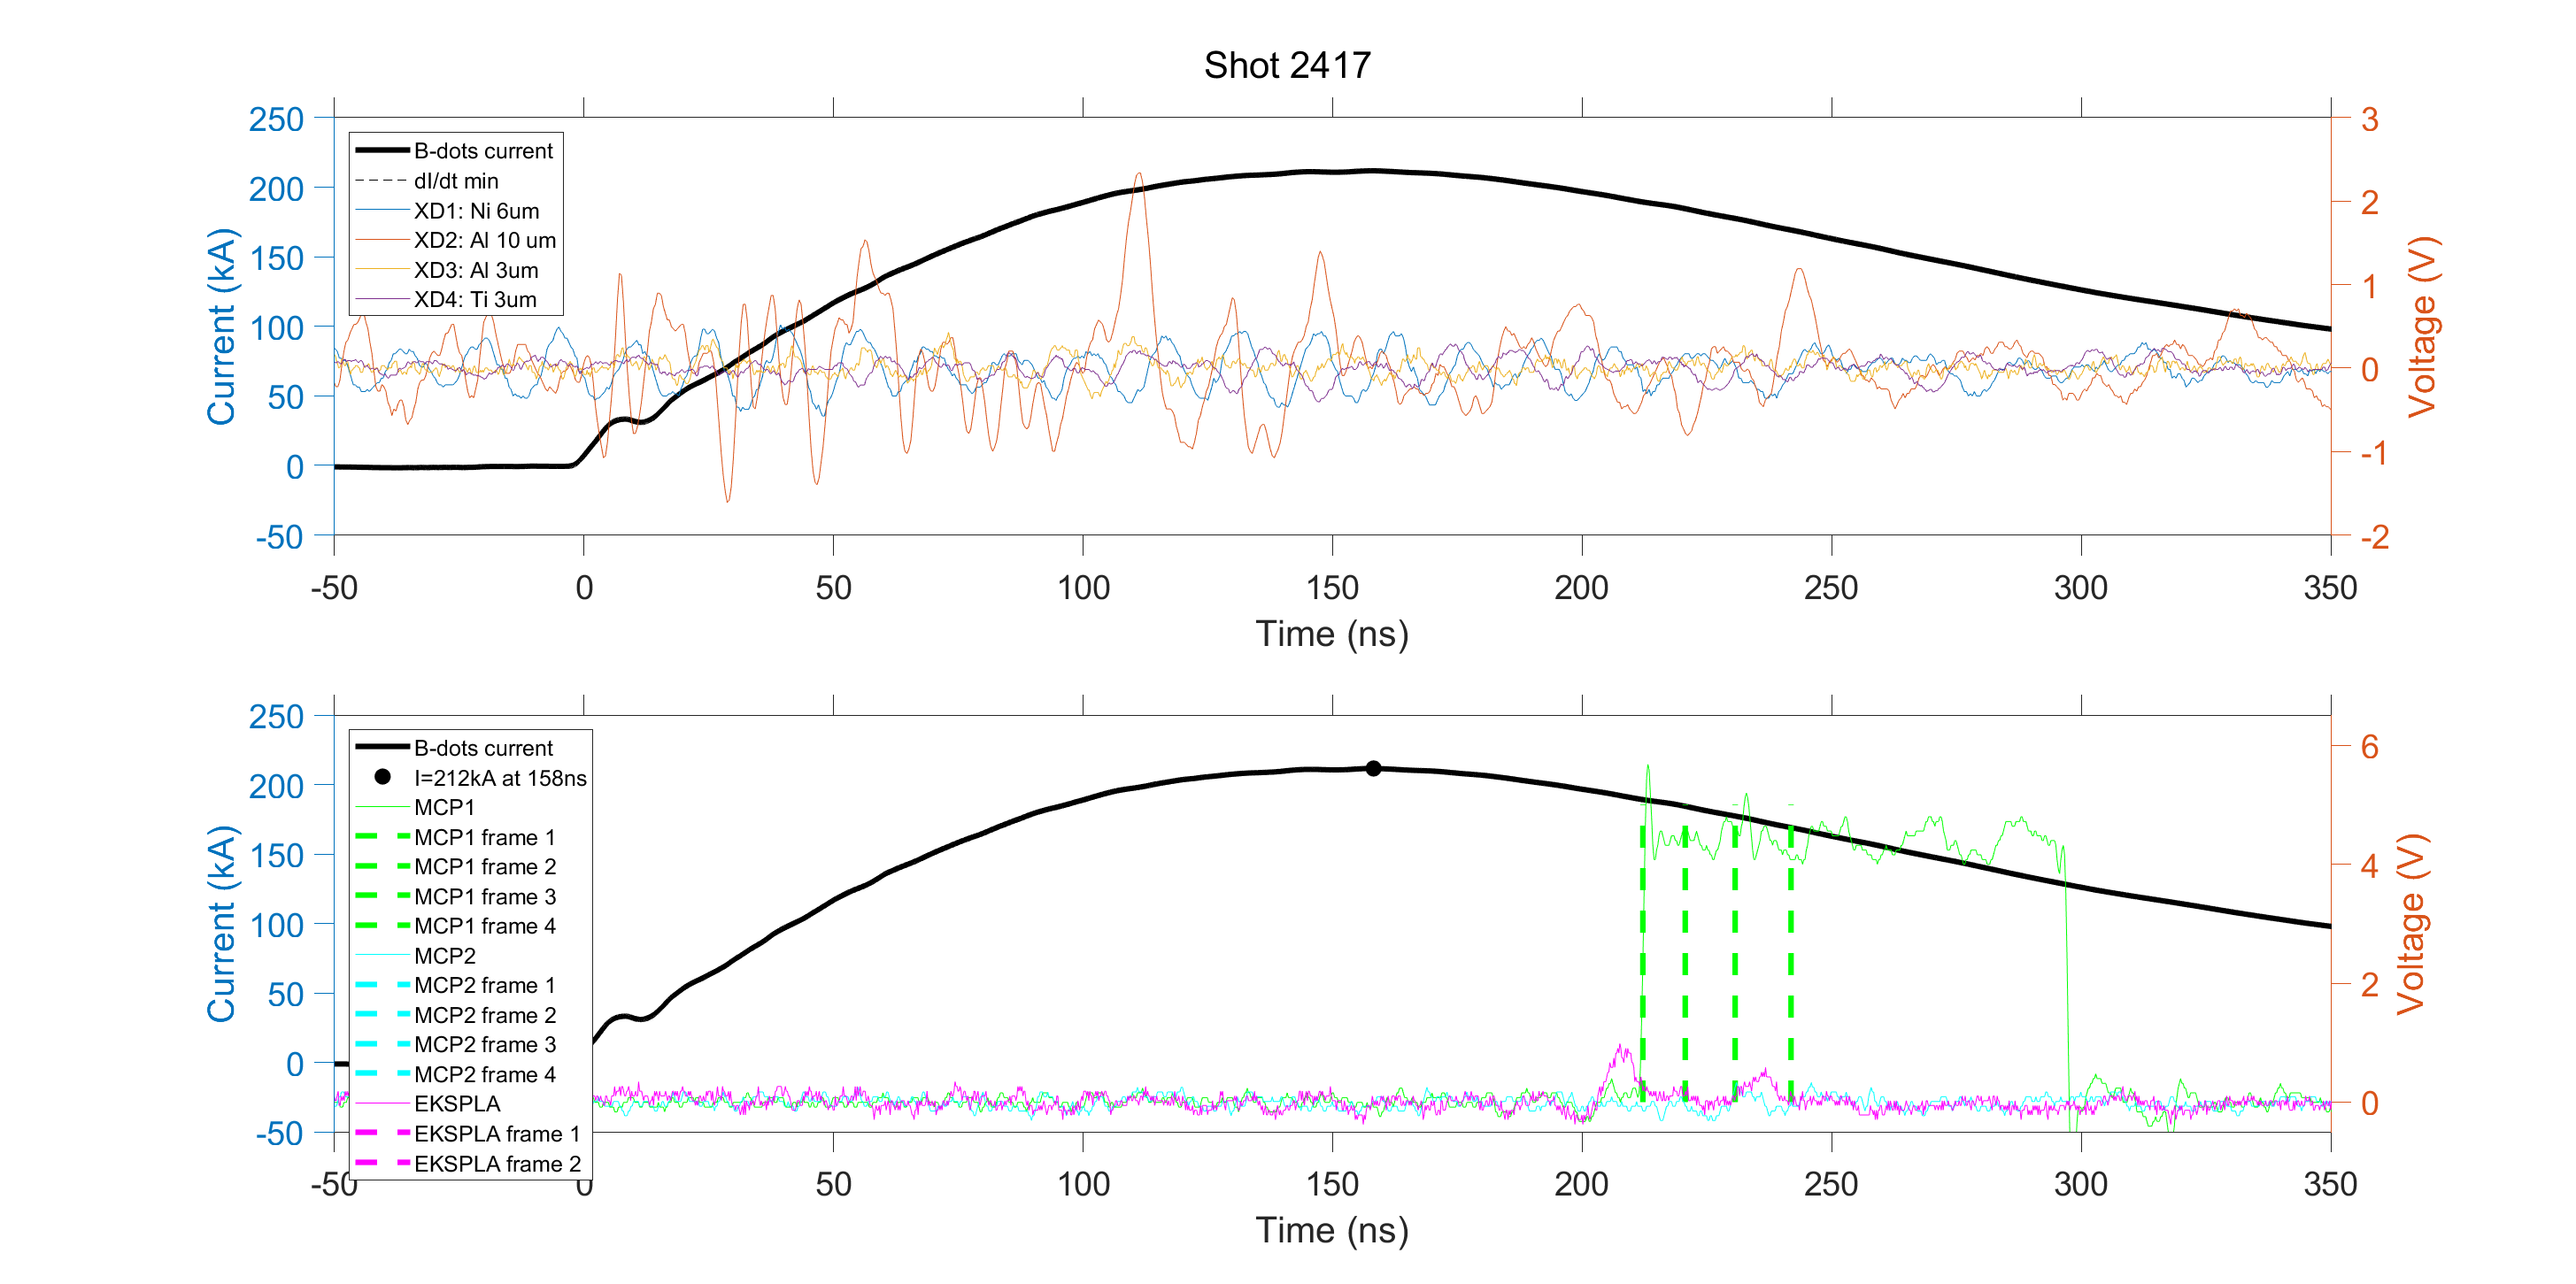 Shot 2417
250
200
150
100
50
0
-50
Current (kA)
B-dots current
dI/dt min
XD1: Ni 6um
XD2: Al 10 um
XD3: Al 3um
XD4: Ti 3um
3
2
1
0
-1
-2
Voltage (V)
-50 0 50 100 150 200 250 300 350
Time (ns)
250
200
150
100
50
0
-50
Current (kA)
B-dots current
I=212kA at 158ns
MCP1
MCP1 frame 1
MCP1 frame 2
MCP1 frame 3
MCP1 frame 4
MCP2
MCP2 frame 1
MCP2 frame 2
MCP2 frame 3
MCP2 frame 4
EKSPLA
EKSPLA frame 1
EKSPLA frame 2
6
4
2
0
Voltage (V)
-50 0 50 100 150 200 250 300 350
Time (ns)